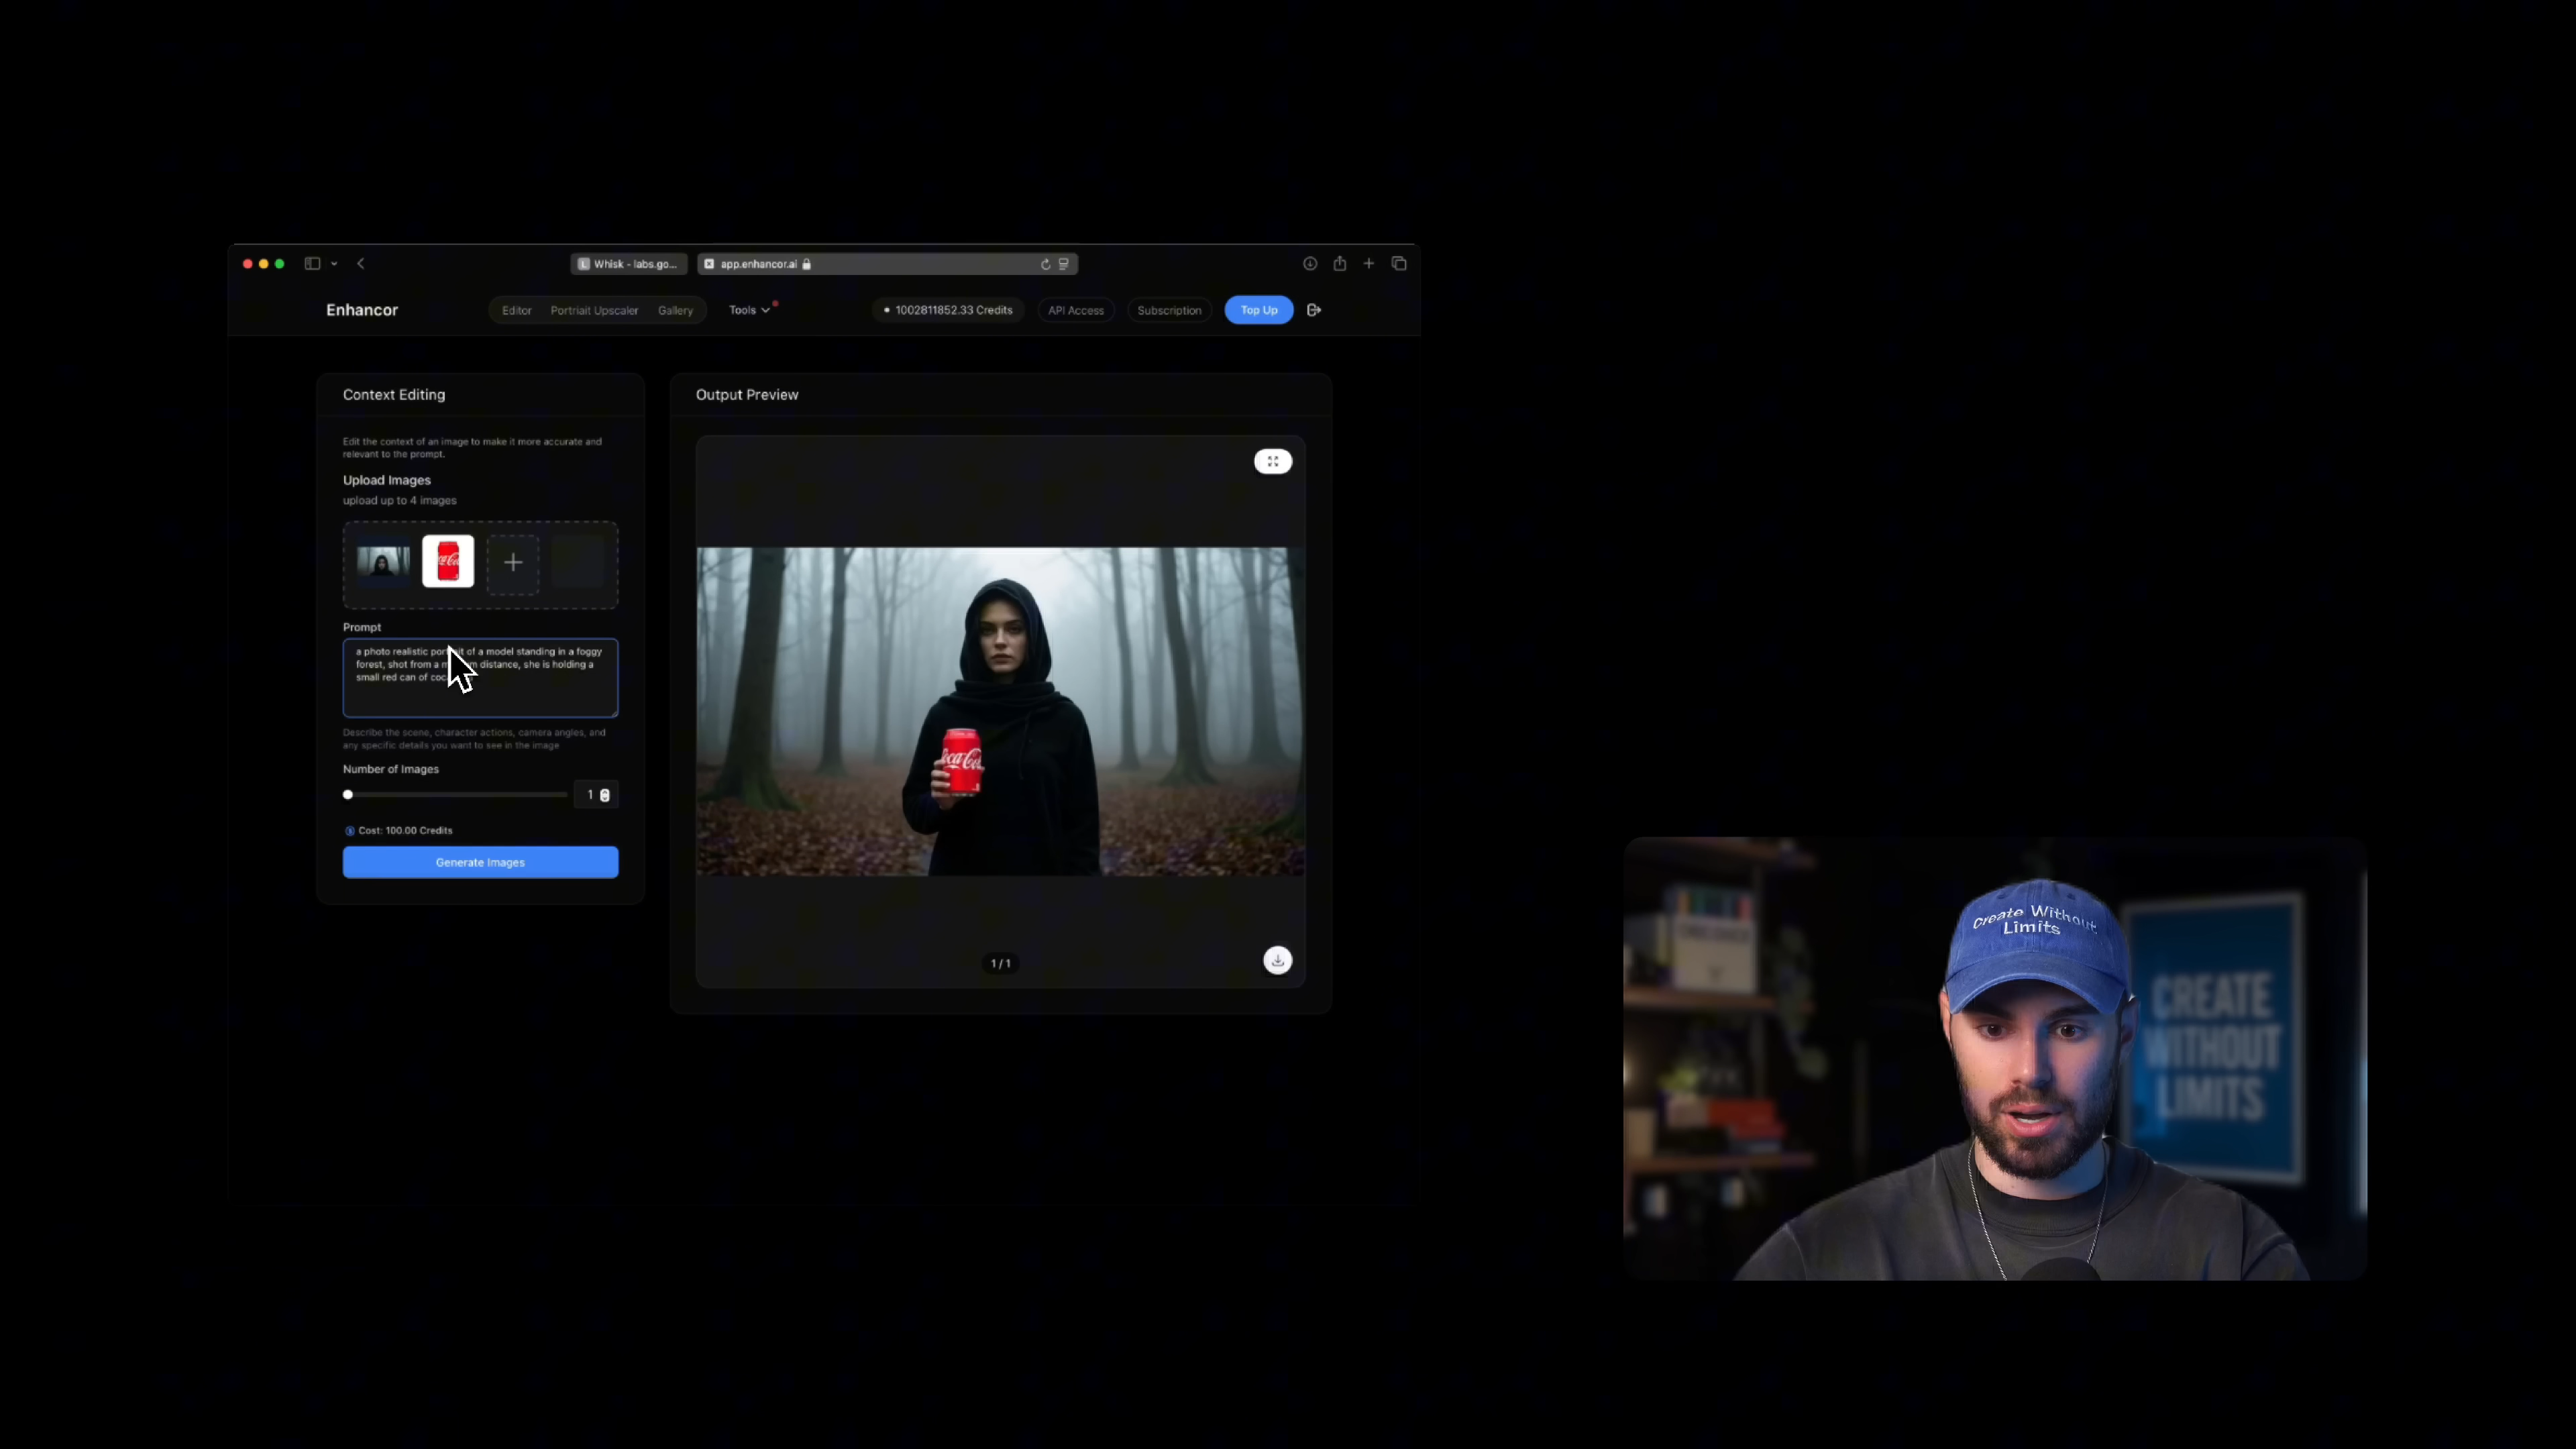 Whisk - labs.go...
app.enhancor.ai
Enhancor
Editor
Portriait Upscaler
Gallery
Tools
1002811852.33 Credits
API Access
Subscription
Top Up
Context Editing
Edit the context of an image to make it more accurate and
relevant to the prompt.
Upload Images
upload up to 4 images
Prompt
a photo realistic portrait of a model standing in a foggy
forest, shot from a distance, she is holding a
small red can of
Describe the scene, character actions, camera angles, and
any specific details you want to see in the image
Number of Images
1
Cost: 100.00 Credits
Generate Images
Output Preview
Coca-Cola
1 / 1
Create Without
Limits
CREATE
WITHOUT
LIMITS